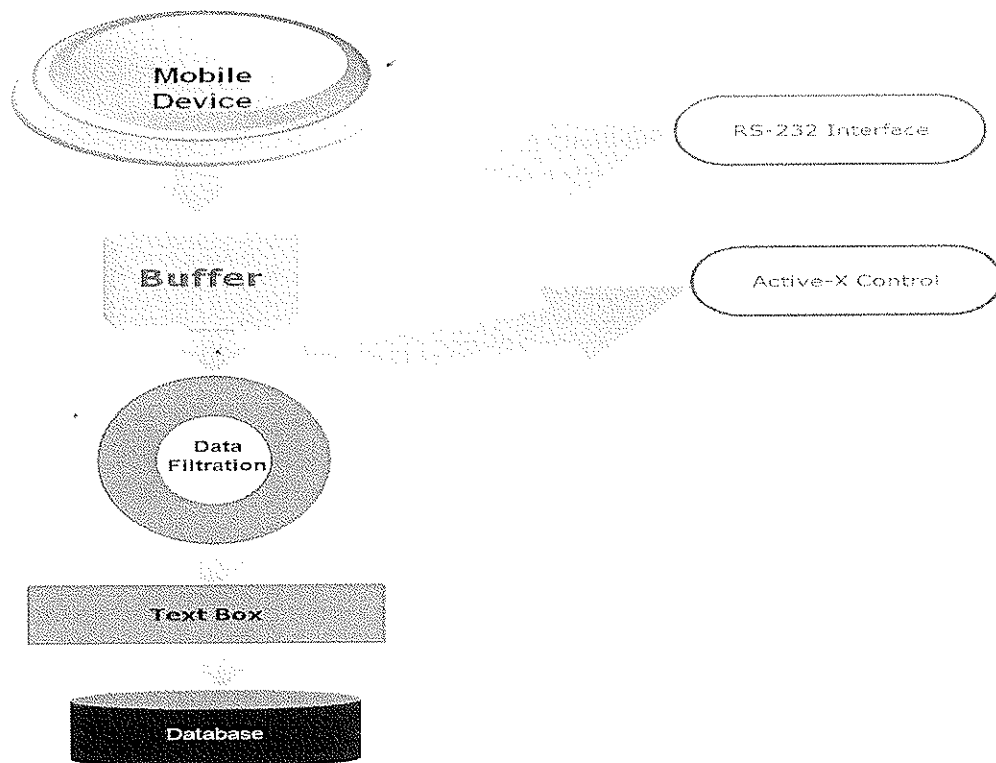 Mobile
Device
RS-232 Interface
Buffer
Active-X Control
Data
Filtration
Text Box
Database